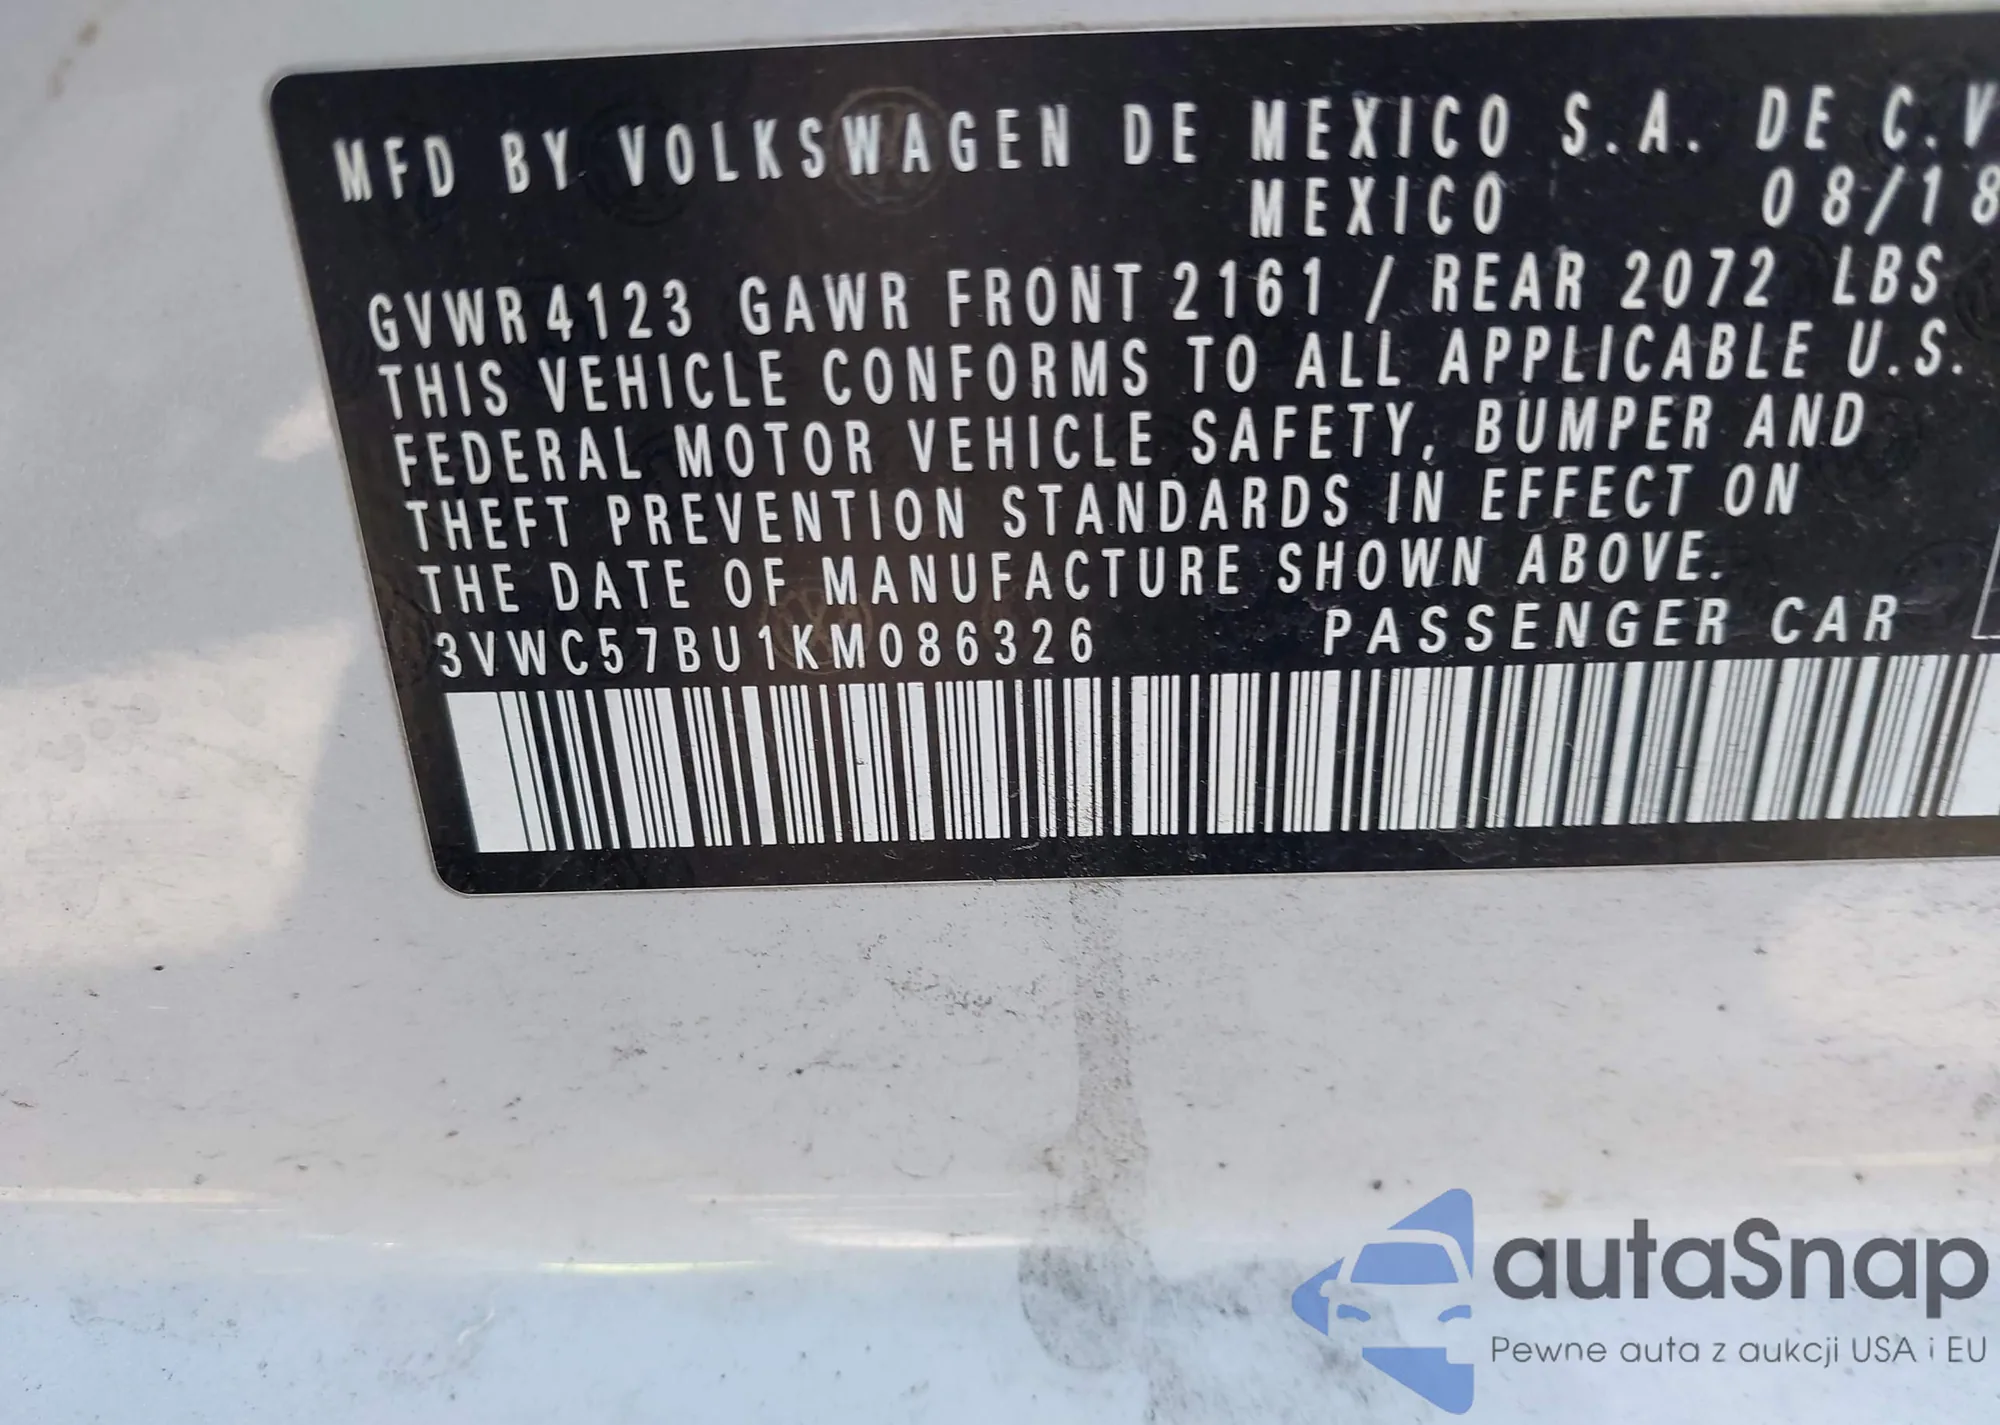 MFD BY VOLKSWAGEN DE MEXICO S.A. DE C.V
MEXICO 08/18
GVWR 4123 GAWR FRONT 2161 / REAR 2072 LBS
THIS VEHICLE CONFORMS TO ALL APPLICABLE U.S.
FEDERAL MOTOR VEHICLE SAFETY, BUMPER AND
THEFT PREVENTION STANDARDS IN EFFECT ON
THE DATE OF MANUFACTURE SHOWN ABOVE.
3VWC57BU1KM086326 PASSENGER CAR
autaSnap
Pewne auta z aukcji USA i EU